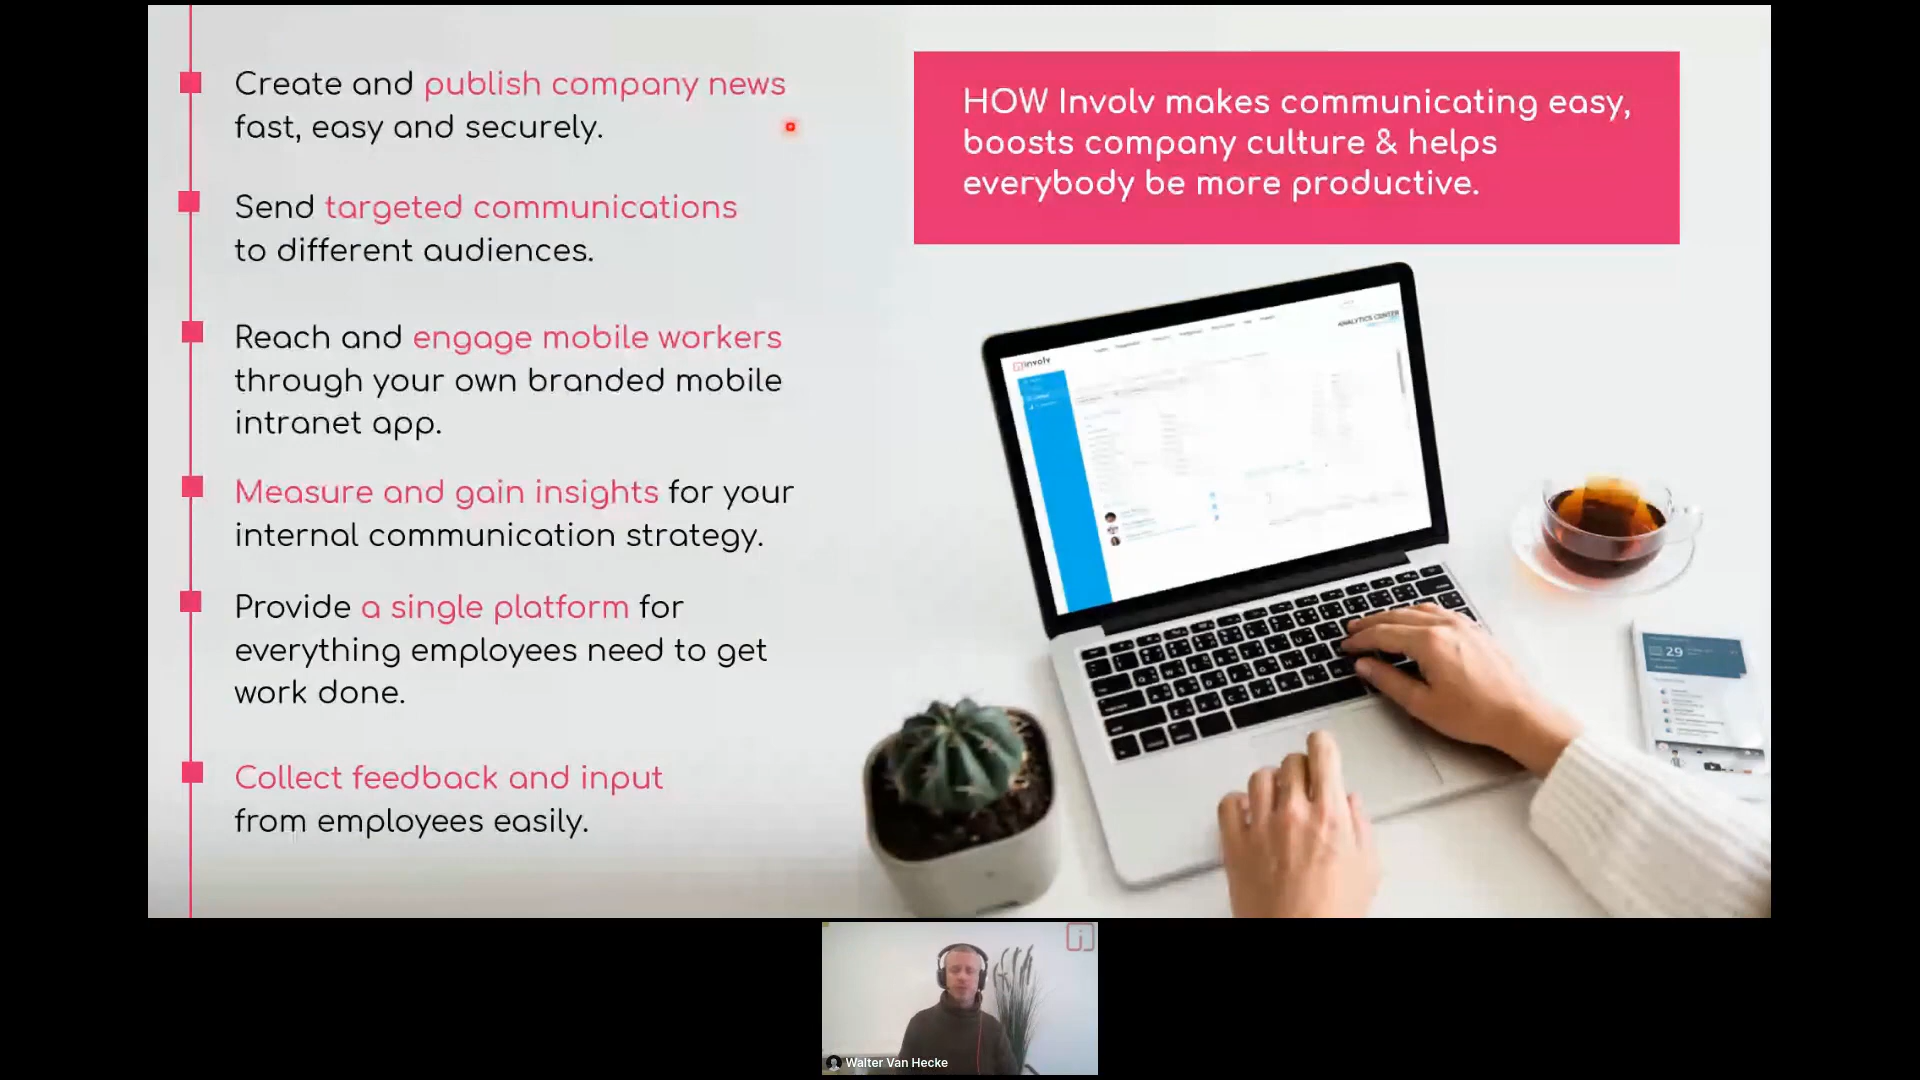 Create and publish company news
fast, easy and securely.
Send targeted communications
to different audiences.
Reach and engage mobile workers
through your own branded mobile
intranet app.
Measure and gain insights for your
internal communication strategy.
Provide a single platform for
everything employees need to get
work done.
Collect feedback and input
from employees easily.
HOW Involv makes communicating easy,
boosts company culture & helps
everybody be more productive.
involv
ANALYTICS CENTER
29
Walter Van Hecke